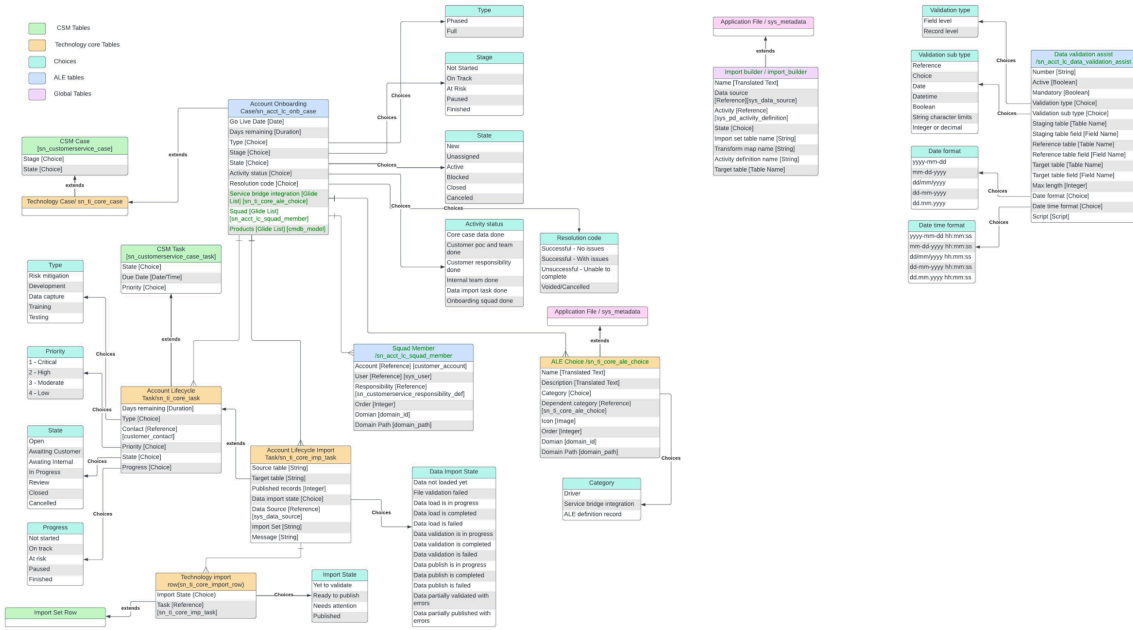 CSM Tables
Technology core Tables
Choices
ALE tables
Global Tables
CSM Case
[sn_customerservice_case]
Stage [Choice]
State [Choice]
extends
Technology Case/ sn_ti_core_case
extends
Account Onboarding
Case/sn_acct_lc_onb_case
Go Live Date [Date]
Days remaining [Duration]
Type [Choice]
Stage [Choice]
State [Choice]
Activity status [Choice]
Resolution code [Choice]
Service bridge integration [Glide
List] [sn_ti_core_ale_choice]
Squad [Glide List]
[sn_acct_lc_squad_member]
Products [Glide List] [cmdb_model]
Choices
Choices
Choices
Choices
Choices
Type
Phased
Full
Stage
Not Started
On Track
At Risk
Paused
Finished
State
New
Unassigned
Active
Blocked
Closed
Canceled
Activity status
Core case data done
Customer poc and team
done
Customer responsibility
done
Internal team done
Data import task done
Onboarding squad done
Resolution code
Successful - No issues
Successful - With issues
Unsuccessful - Unable to
complete
Voided/Cancelled
CSM Task
[sn_customerservice_case_task]
State [Choice]
Due Date [Date/Time]
Priority [Choice]
extends
Type
Risk mitigation
Development
Data capture
Training
Testing
Priority
1 - Critical
2 - High
3 - Moderate
4 - Low
State
Open
Awaiting Customer
Awating Internal
In Progress
Review
Closed
Cancelled
Progress
Not started
On track
At risk
Paused
Finished
Choices
Choices
Choices
Choices
Account Lifecycle
Task/sn_ti_core_task
Days remaining [Duration]
Type [Choice]
Contact [Reference]
[customer_contact]
Priority [Choice]
State [Choice]
Progress [Choice]
extends
Account Lifecycle Import
Task/sn_ti_core_imp_task
Source table [String]
Target table [String]
Published records [Integer]
Data import state [Choice]
Data Source [Reference]
[sys_data_source]
Import Set [String]
Message [String]
Choices
Data Import State
Data not loaded yet
File validation failed
Data load is in progress
Data load is completed
Data load is failed
Data validation is in progress
Data validation is completed
Data validation is failed
Data publish is in progress
Data publish is completed
Data publish is failed
Data partially validated with
errors
Data partially published with
errors
Technology import
row(sn_ti_core_import_row)
Import State (Choice)
Task [Reference]
[sn_ti_core_imp_task]
Choices
Import State
Yet to validate
Ready to publish
Needs attention
Published
extends
Import Set Row
Squad Member
/sn_acct_lc_squad_member
Account [Reference] [customer_account]
User [Reference] [sys_user]
Responsibility [Reference]
[sn_customerservice_responsibility_def]
Order [Integer]
Domian [domain_id]
Domain Path [domain_path]
Application File / sys_metadata
extends
ALE Choice /sn_ti_core_ale_choice
Name [Translated Text]
Description [Translated Text]
Category [Choice]
Dependent category [Reference]
[sn_ti_core_ale_choice]
Icon [Image]
Order [Integer]
Domian [domain_id]
Domain Path [domain_path]
Choices
Category
Driver
Service bridge integration
ALE definition record
Application File / sys_metadata
extends
Import builder / import_builder
Name [Translated Text]
Data source
[Reference][sys_data_source]
Activity [Reference]
[sys_pd_activity_definition]
State [Choice]
Import set table name [String]
Transform map name [String]
Activity definition name [String]
Target table [Table Name]
Validation type
Field level
Record level
Validation sub type
Reference
Choice
Date
Datetime
Boolean
String character limits
Integer or decimal
Date format
yyyy-mm-dd
mm-dd-yyyy
dd/mm/yyyy
dd-mm-yyyy
dd.mm.yyyy
Date time format
yyyy-mm-dd hh:mm:ss
mm-dd-yyyy hh:mm:ss
dd/mm/yyyy hh:mm:ss
dd-mm-yyyy hh:mm:ss
dd.mm.yyyy hh:mm:ss
Choices
Choices
Choices
Choices
Data validation assist
/sn_acct_lc_data_validation_assist
Number [String]
Active [Boolean]
Mandatory [Boolean]
Validation type [Choice]
Validation sub type [Choice]
Staging table [Table Name]
Staging table field [Field Name]
Reference table [Table Name]
Reference table field [Field Name]
Target table [Table Name]
Target table field [Field Name]
Max length [Integer]
Date format [Choice]
Date time format [Choice]
Script [Script]